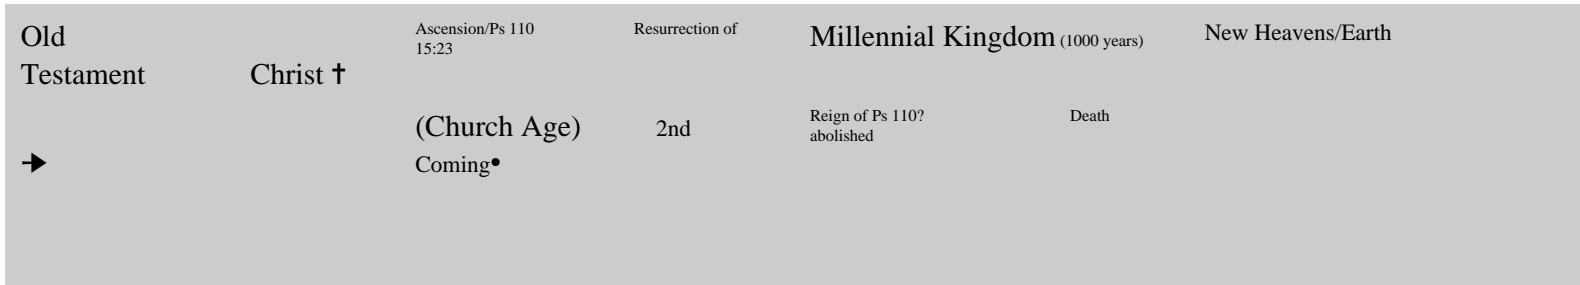 Old
Testament Christ ✝
➔
Ascension/Ps 110 Resurrection of
15:23
(Church Age) 2nd
Coming•
Millennial Kingdom (1000 years)
Reign of Ps 110? Death
abolished
New Heavens/Earth